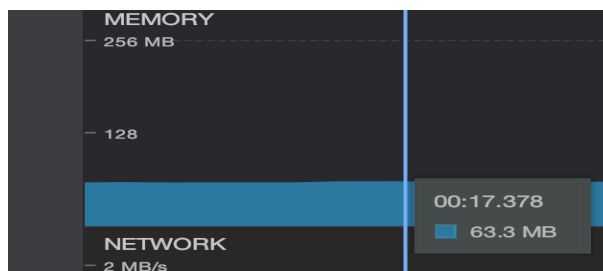 MEMORY
256 MB
128
00:17.378
63.3 MB
NETWORK
2 MB/s